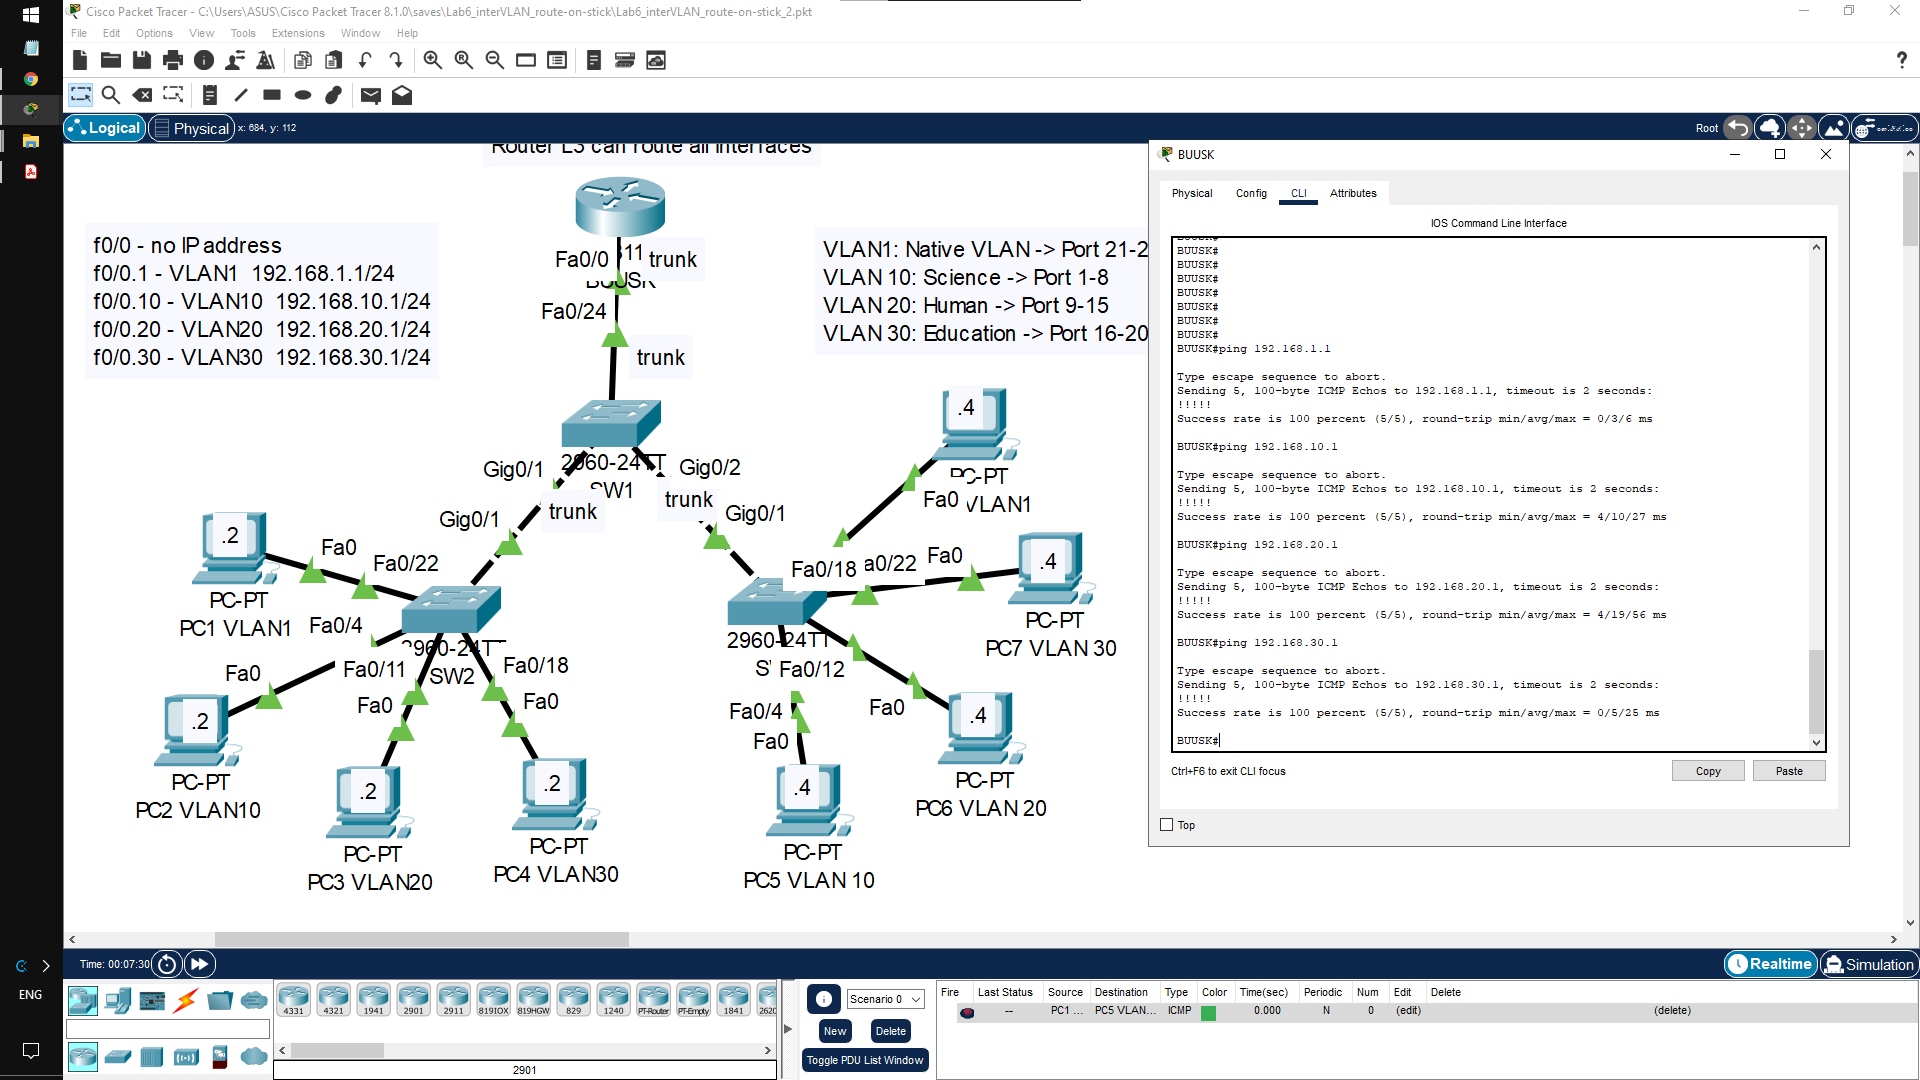 Cisco Packet Tracer - C:\Users\ASUS\Cisco Packet Tracer 8.1.0\saves\Lab6_interVLAN_route-on-stick\Lab6_interVLAN_route-on-stick_2.pkt
File Edit Options View Tools Extensions Window Help
Logical Physical x: 684, y: 112 Root
Router L3 can route all interfaces
f0/0 - no IP address
f0/0.1 - VLAN1 192.168.1.1/24
f0/0.10 - VLAN10 192.168.10.1/24
f0/0.20 - VLAN20 192.168.20.1/24
f0/0.30 - VLAN30 192.168.30.1/24
Fa0/0 trunk
BUUSK
Fa0/24
trunk
VLAN1: Native VLAN -> Port 21-2
VLAN 10: Science -> Port 1-8
VLAN 20: Human -> Port 9-15
VLAN 30: Education -> Port 16-20
Gig0/1 2960-24TT Gig0/2
SW1
trunk trunk
Gig0/1 Gig0/1
.4
PC-PT
Fa0 VLAN1
.2
Fa0
Fa0/22
PC-PT
PC1 VLAN1
Fa0/18 a0/22 Fa0
.4
PC-PT
PC7 VLAN 30
Fa0/4
2960-24TT
SW2
Fa0/11
Fa0/18
Fa0
.2
PC-PT
PC2 VLAN10
Fa0
.2
PC-PT
PC3 VLAN20
Fa0
.2
PC-PT
PC4 VLAN30
2960-24TT
Fa0/12
Fa0/4
Fa0
.4
PC-PT
PC5 VLAN 10
Fa0
.4
PC-PT
PC6 VLAN 20
BUUSK
Physical Config CLI Attributes
IOS Command Line Interface
BUUSK#
BUUSK#
BUUSK#
BUUSK#
BUUSK#
BUUSK#
BUUSK#
BUUSK#ping 192.168.1.1
Type escape sequence to abort.
Sending 5, 100-byte ICMP Echos to 192.168.1.1, timeout is 2 seconds:
!!!!!
Success rate is 100 percent (5/5), round-trip min/avg/max = 0/3/6 ms
BUUSK#ping 192.168.10.1
Type escape sequence to abort.
Sending 5, 100-byte ICMP Echos to 192.168.10.1, timeout is 2 seconds:
!!!!!
Success rate is 100 percent (5/5), round-trip min/avg/max = 4/10/27 ms
BUUSK#ping 192.168.20.1
Type escape sequence to abort.
Sending 5, 100-byte ICMP Echos to 192.168.20.1, timeout is 2 seconds:
!!!!!
Success rate is 100 percent (5/5), round-trip min/avg/max = 4/19/56 ms
BUUSK#ping 192.168.30.1
Type escape sequence to abort.
Sending 5, 100-byte ICMP Echos to 192.168.30.1, timeout is 2 seconds:
!!!!!
Success rate is 100 percent (5/5), round-trip min/avg/max = 0/5/25 ms
BUUSK#
Ctrl+F6 to exit CLI focus Copy Paste
Top
Time: 00:07:30 Realtime Simulation
ENG
4331 4321 1941 2901 2911 819IOX 819HGW 829 1240 PT-Router PT-Empty 1841 2620
2901
Scenario 0
New Delete
Toggle PDU List Window
Fire Last Status Source Destination Type Color Time(sec) Periodic Num Edit Delete
-- PC1 ... PC5 VLAN... ICMP 0.000 N 0 (edit) (delete)